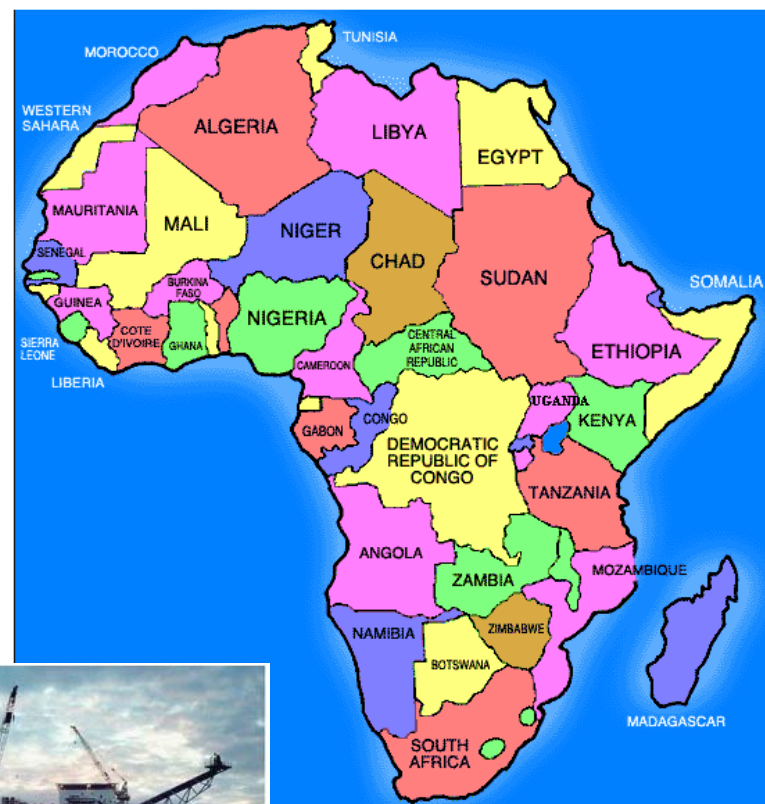 TUNISIA
MOROCCO
WESTERN
SAHARA
ALGERIA
LIBYA
EGYPT
MAURITANIA
MALI
NIGER
CHAD
SUDAN
SENEGAL
SOMALIA
BURKINA
FASO
GUINEA
NIGERIA
COTE
D'IVOIRE
GHANA
CENTRAL
AFRICAN
REPUBLIC
SIERRA
LEONE
ETHIOPIA
CAMEROON
LIBERIA
UGANDA
KENYA
CONGO
GABON
DEMOCRATIC
REPUBLIC OF
CONGO
TANZANIA
ANGOLA
ZAMBIA
MOZAMBIQUE
NAMIBIA
ZIMBABWE
BOTSWANA
MADAGASCAR
SOUTH
AFRICA